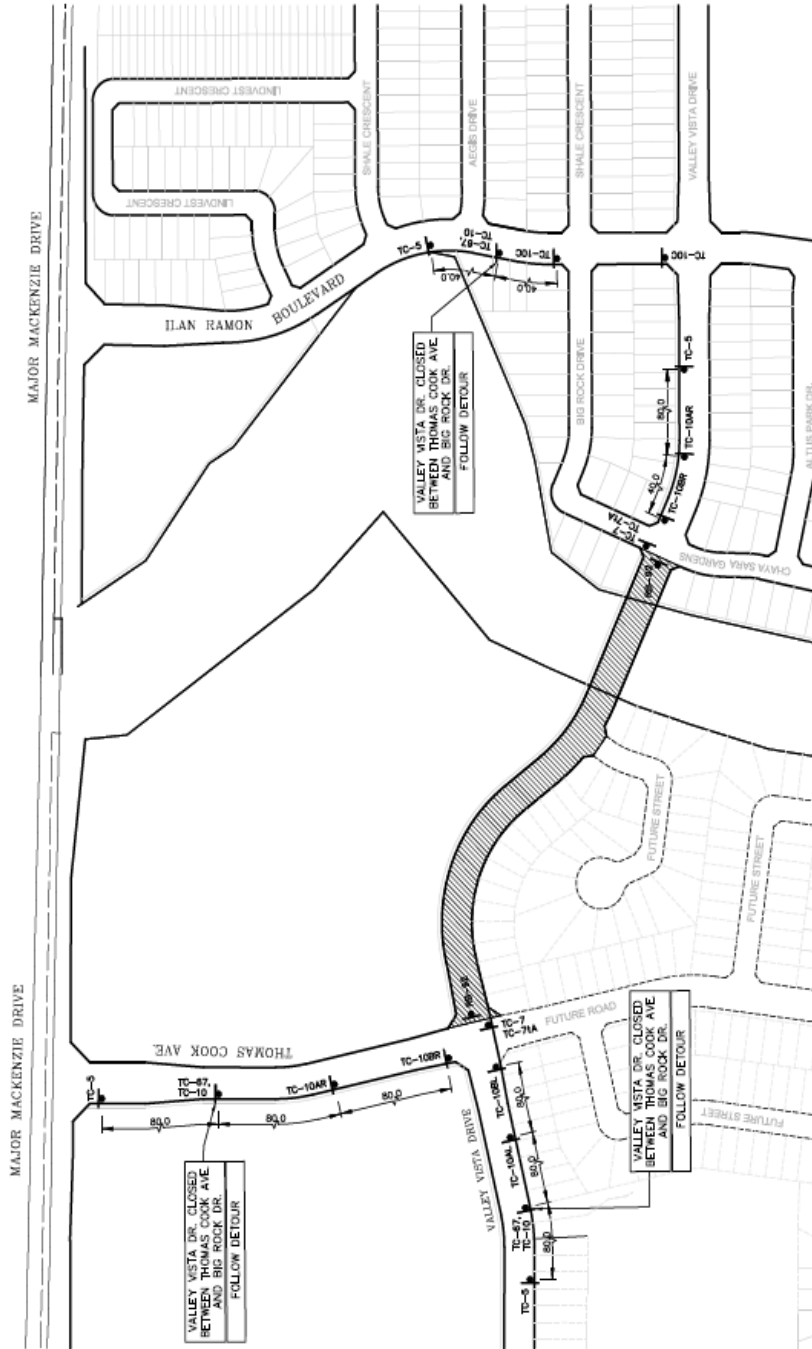 MAJOR MACKENZIE DRIVE
LINDVEST CRESCENT
LINDVEST CRESCENT
SHALE CRESCENT
AEGIS DRIVE
SHALE CRESCENT
VALLEY VISTA DRIVE
ILAN RAMON
BOULEVARD
TC-5
TC-67,
TC-10
TC-10C
TC-10C
40.0
40.0
VALLEY VISTA DR. CLOSED
BETWEEN THOMAS COOK AVE.
AND BIG ROCK DR.
FOLLOW DETOUR
BIG ROCK DRIVE
TC-5
80.0
TC-10AR
40.0
TC-10BR
TC-7tA
TC-7
RB-92
CHAYA SARA GARDENS
ALTUS PARK DR.
MAJOR MACKENZIE DRIVE
FUTURE STREET
FUTURE STREET
RB-92
TC-7
TC-7tA
FUTURE ROAD
THOMAS COOK AVE.
TC-5
TC-67,
TC-10
TC-10AR
TC-10BR
80.0
80.0
80.0
VALLEY VISTA DR. CLOSED
BETWEEN THOMAS COOK AVE.
AND BIG ROCK DR.
FOLLOW DETOUR
VALLEY VISTA DRIVE
TC-10BL
80.0
TC-10AL
80.0
TC-67,
TC-10
80.0
TC-5
VALLEY VISTA DR. CLOSED
BETWEEN THOMAS COOK AVE.
AND BIG ROCK DR.
FOLLOW DETOUR
FUTURE STREET